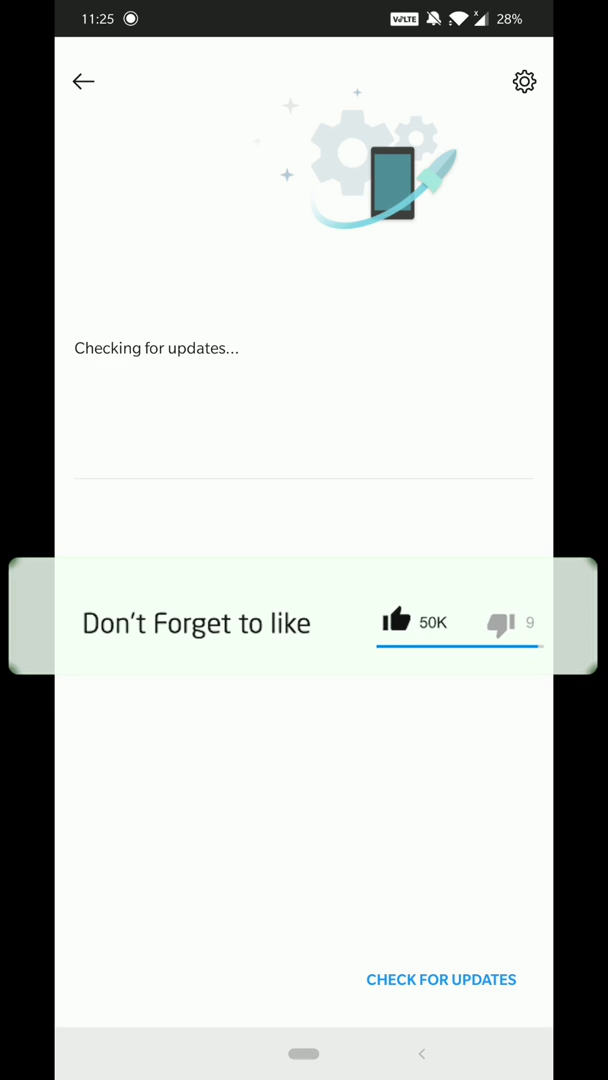 11:25 VoLTE x 28%
Checking for updates...
Don't Forget to like 50K 9
CHECK FOR UPDATES